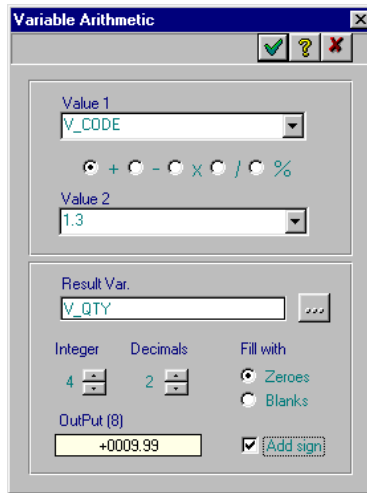 Variable Arithmetic
Value 1
V_CODE
+ - x / %
Value 2
1.3
Result Var.
V_QTY
...
Integer Decimals Fill with
4 2 Zeroes
Blanks
OutPut (8)
+0009.99 Add sign